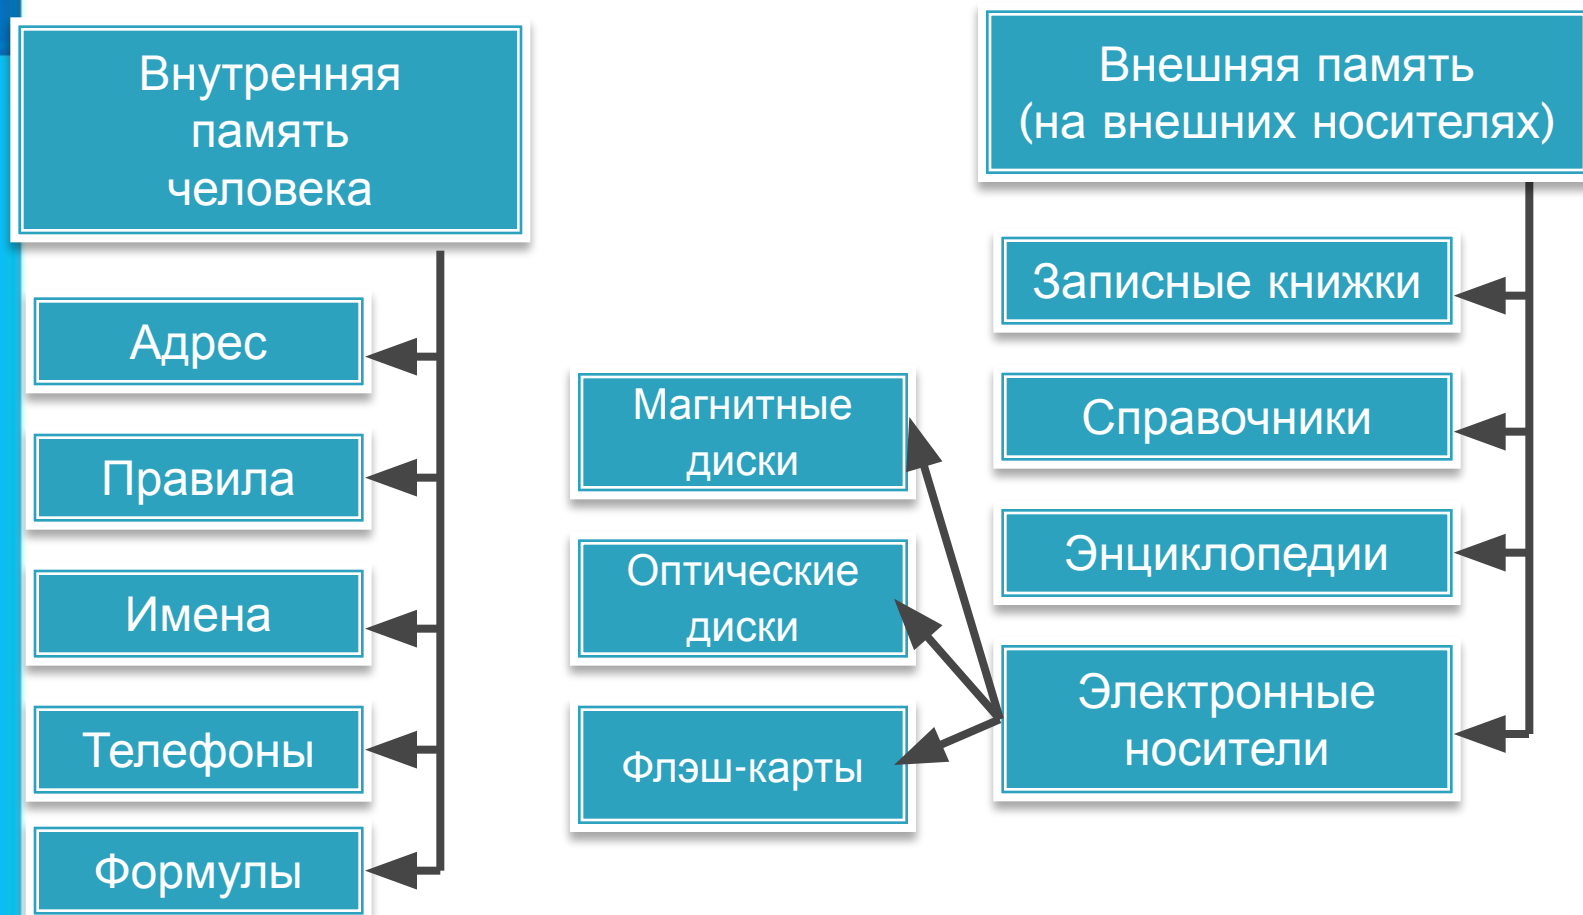 Внутренняя
память
человека
Адрес
Правила
Имена
Телефоны
Формулы
Внешняя память
(на внешних носителях)
Записные книжки
Справочники
Энциклопедии
Электронные
носители
Магнитные
диски
Оптические
диски
Флэш-карты